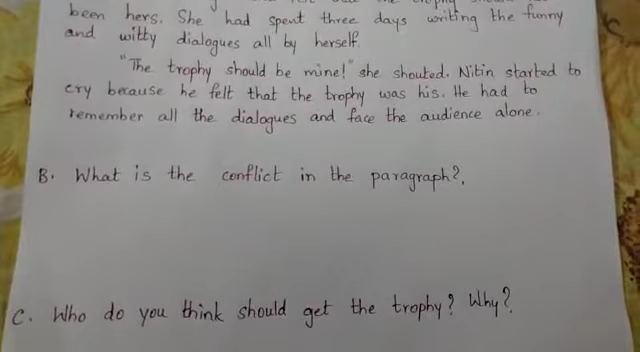 been hers. She had spent three days writing the funny
and witty dialogues all by herself.
"The trophy should be mine!" she shouted. Nitin started to
cry because he felt that the trophy was his. He had to
remember all the dialogues and face the audience alone.
B. What is the conflict in the paragraph?.
C. Who do you think should get the trophy? Why?